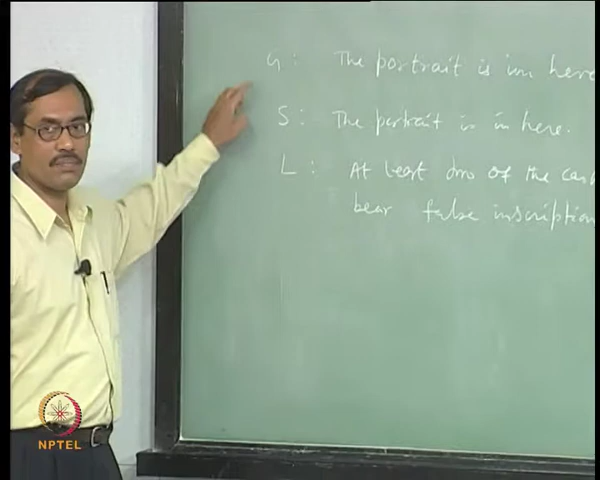 G : The portrait is in here
S : The portrait is in here.
L : At least two of the
bear false inscription
NPTEL